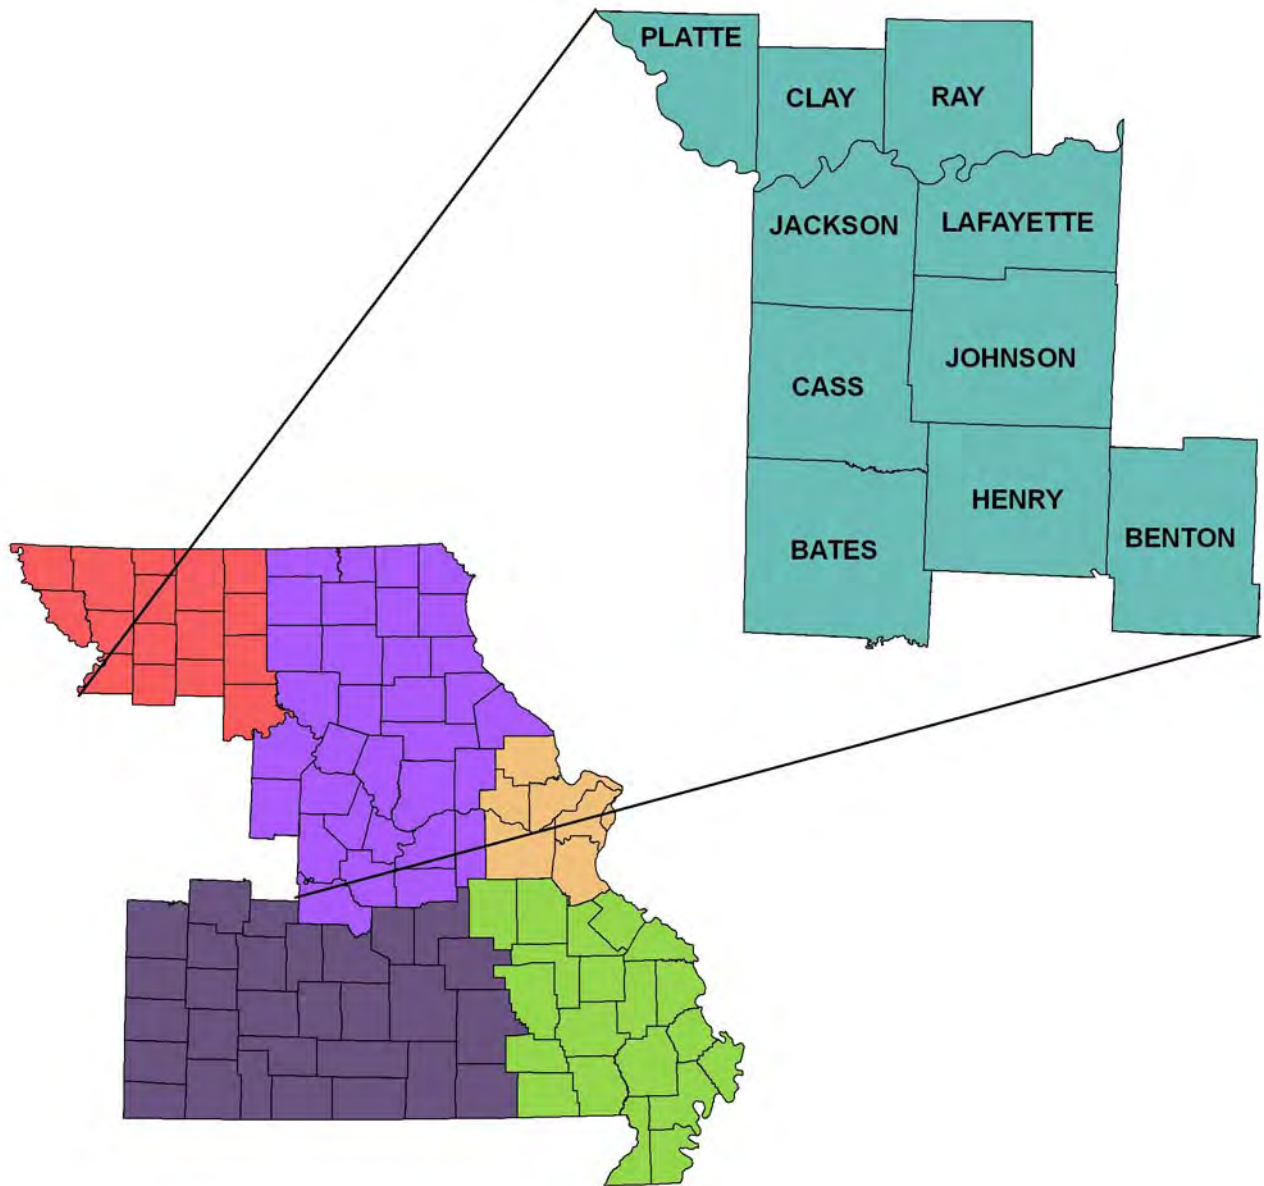 PLATTE
CLAY
RAY
JACKSON
LAFAYETTE
CASS
JOHNSON
BATES
HENRY
BENTON